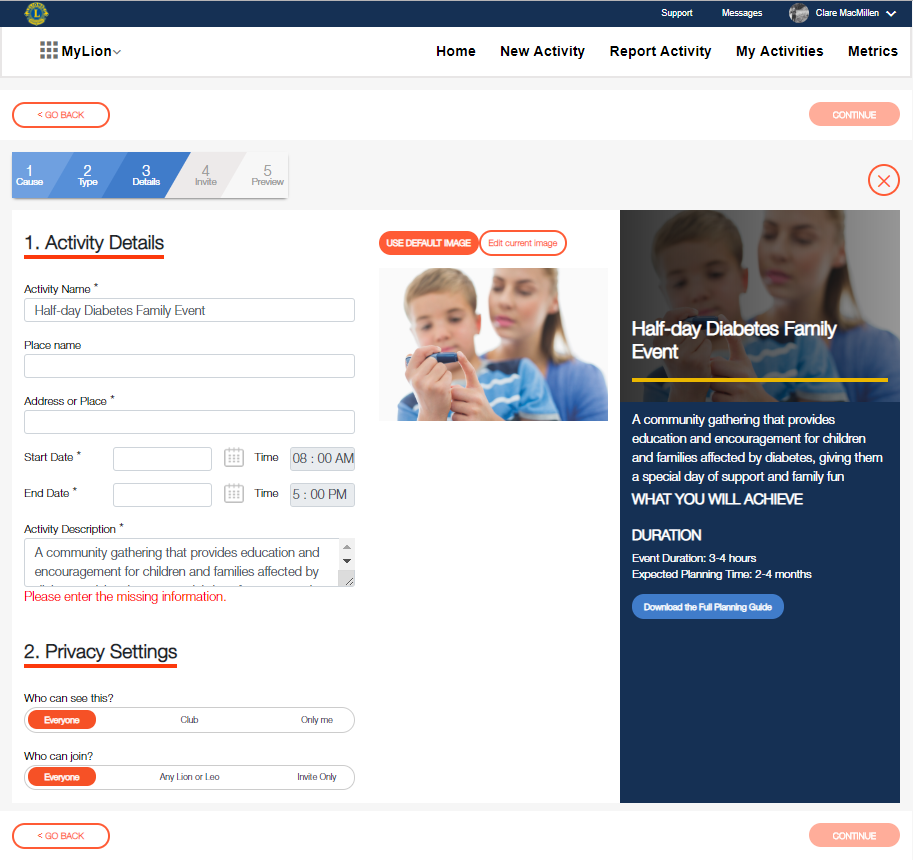 Support Messages Clare MacMillen
MyLion Home New Activity Report Activity My Activities Metrics
< GO BACK CONTINUE
1 2 3 4 5
Cause Type Details Invite Preview
1. Activity Details
USE DEFAULT IMAGE Edit current image
Activity Name *
Half-day Diabetes Family Event
Place name
Address or Place *
Start Date * Time 08 : 00 AM
End Date * Time 5 : 00 PM
Activity Description *
A community gathering that provides education and
encouragement for children and families affected by
Please enter the missing information.
2. Privacy Settings
Who can see this?
Everyone Club Only me
Who can join?
Everyone Any Lion or Leo Invite Only
Half-day Diabetes Family
Event
A community gathering that provides
education and encouragement for children
and families affected by diabetes, giving them
a special day of support and family fun
WHAT YOU WILL ACHIEVE
DURATION
Event Duration: 3-4 hours
Expected Planning Time: 2-4 months
Download the Full Planning Guide
< GO BACK CONTINUE